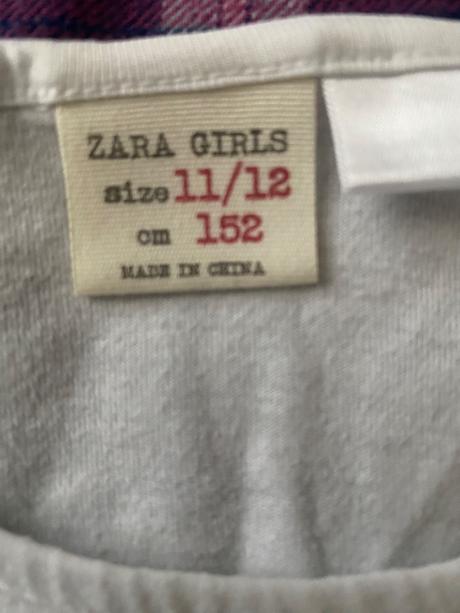 ZARA GIRLS
size 11/12
cm 152
MADE IN CHINA